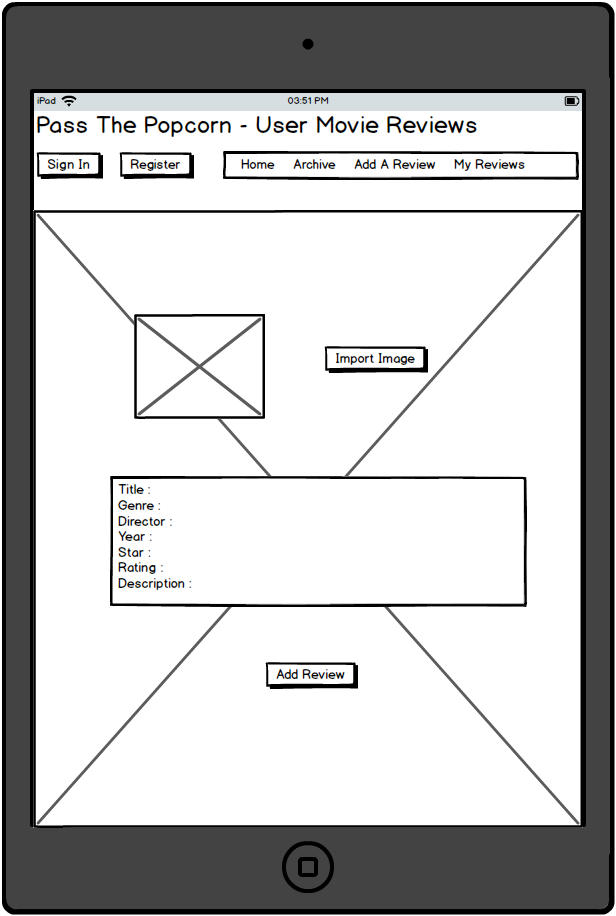 iPad 03:51 PM
Pass The Popcorn - User Movie Reviews
Sign In Register Home Archive Add A Review My Reviews
Import Image
Title :
Genre :
Director :
Year :
Star :
Rating :
Description :
Add Review